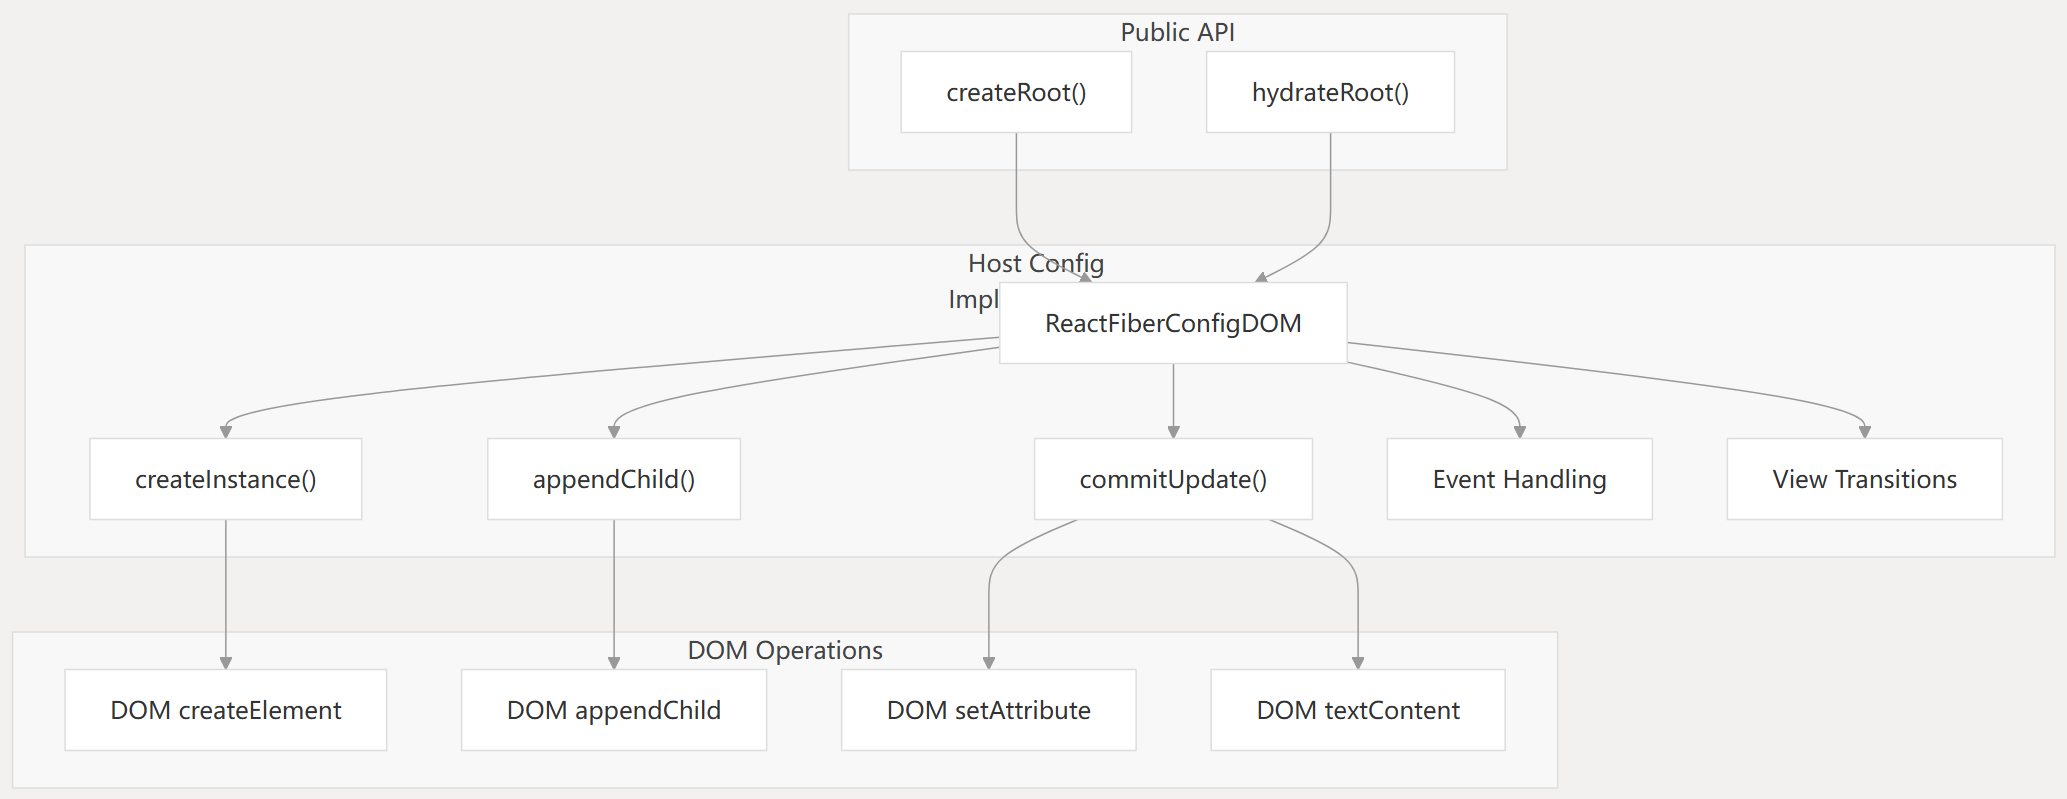 Public API
createRoot()
hydrateRoot()
Host Config
Impl
ReactFiberConfigDOM
createInstance()
appendChild()
commitUpdate()
Event Handling
View Transitions
DOM Operations
DOM createElement
DOM appendChild
DOM setAttribute
DOM textContent